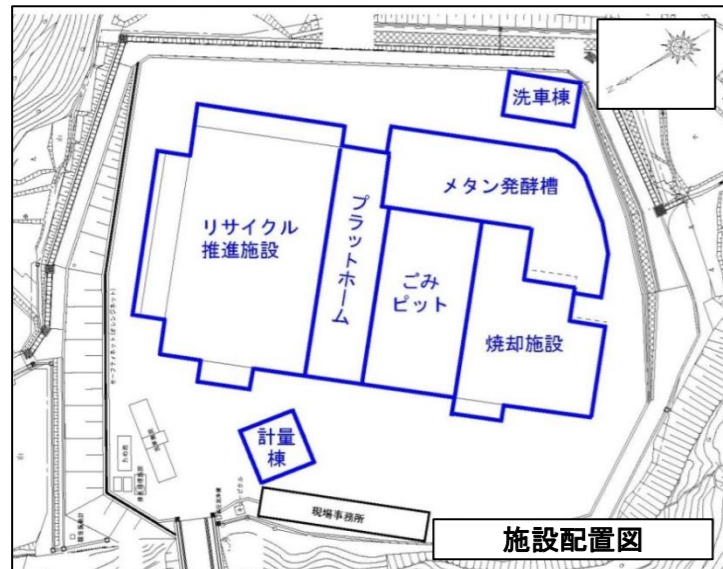 洗車棟
メタン発酵槽
リサイクル
推進施設
プラットホーム
ごみ
ピット
焼却施設
計量
棟
現場事務所
施設配置図
N